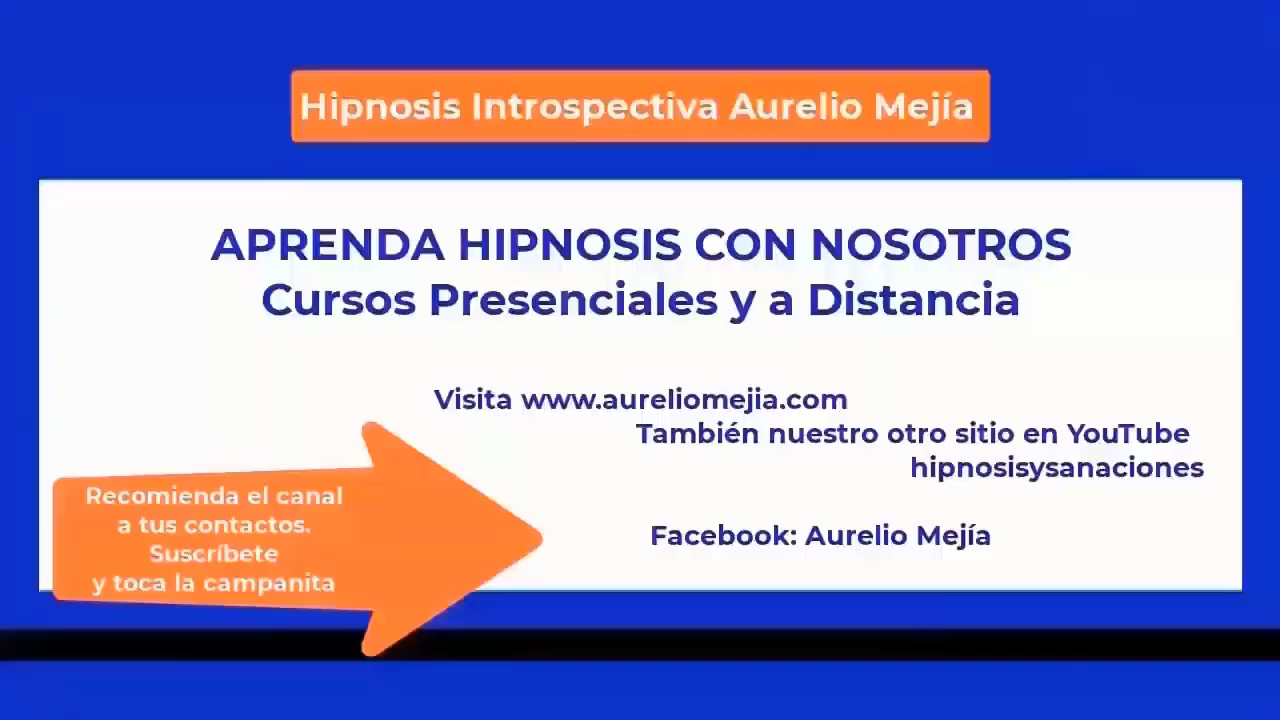 Hipnosis Introspectiva Aurelio Mejía
APRENDA HIPNOSIS CON NOSOTROS
Cursos Presenciales y a Distancia
Visita www.aureliomejia.com
También nuestro otro sitio en YouTube
hipnosisysanaciones
Facebook: Aurelio Mejía
Recomienda el canal
a tus contactos.
Suscríbete
y toca la campanita